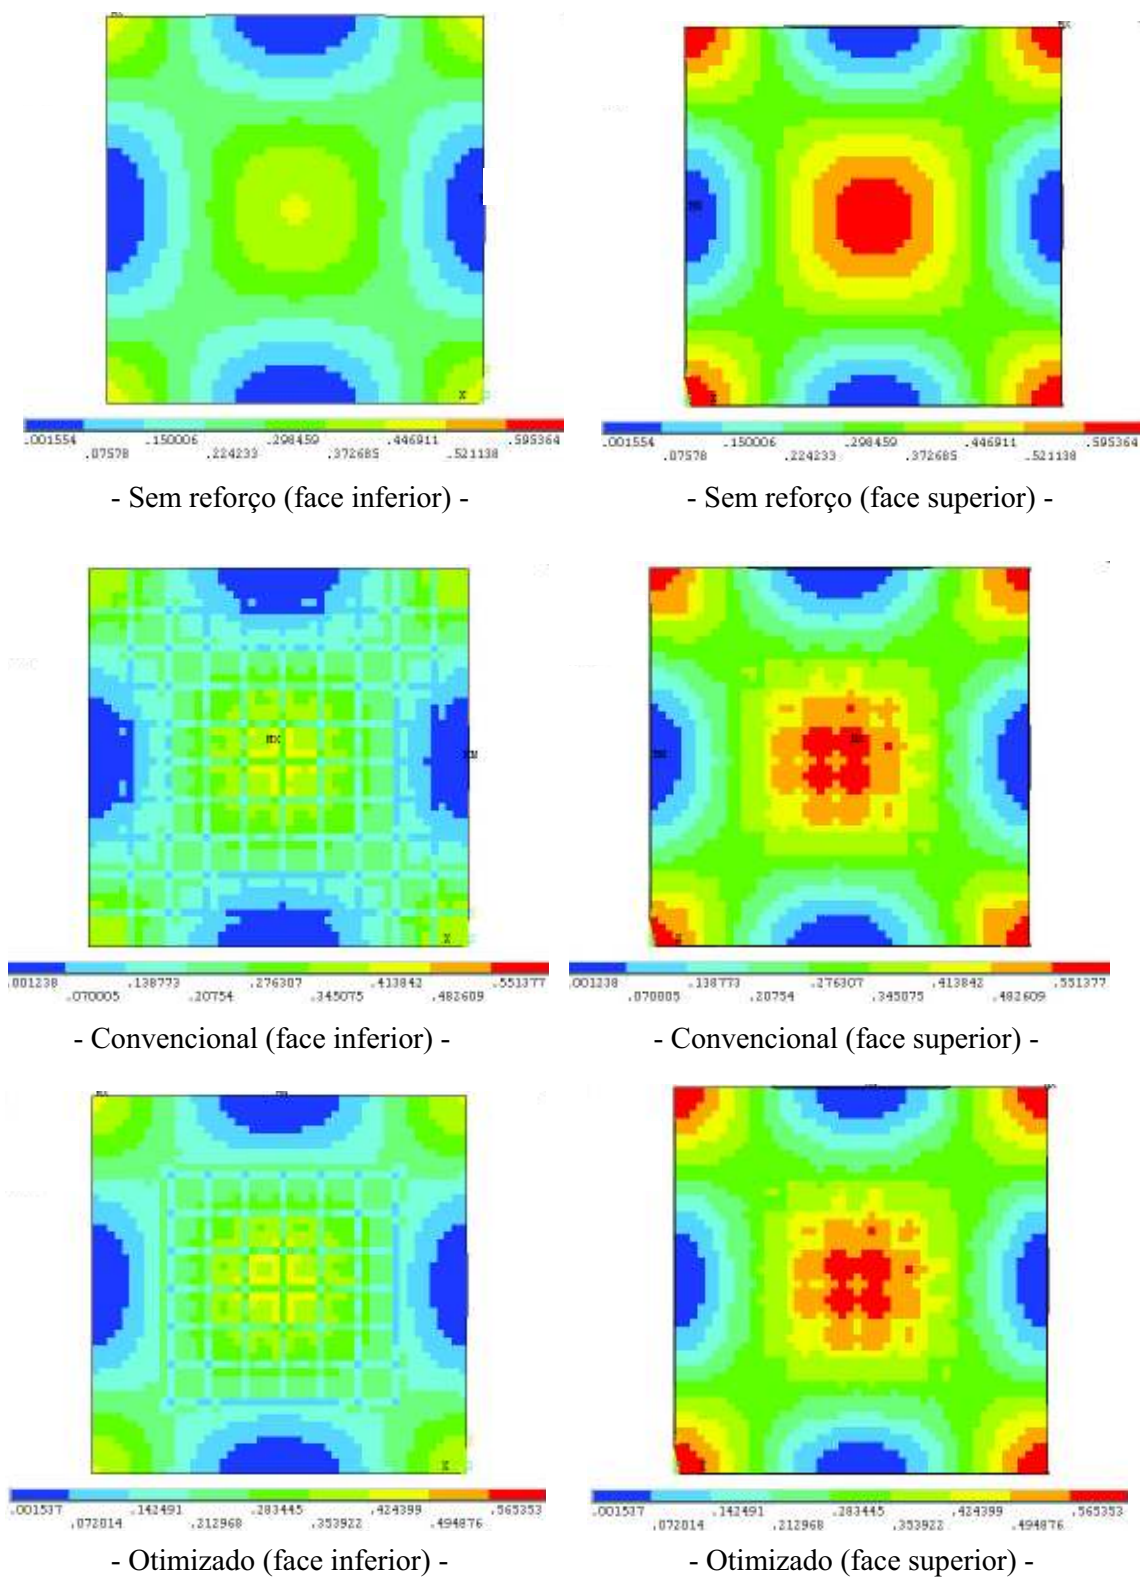 .001554 .150006 .298459 .446911 .595364
.07578 .224233 .372685 .521138
.001554 .150006 .298459 .446911 .595364
.07578 .224233 .372685 .521138
- Sem reforço (face inferior) -
- Sem reforço (face superior) -
MX
MX
.001238 .138773 .276307 .413842 .551377
.070005 .20754 .345075 .482609
.001238 .138773 .276307 .413842 .551377
.070005 .20754 .345075 .482609
- Convencional (face inferior) -
- Convencional (face superior) -
.001537 .142491 .283445 .424399 .565353
.072014 .212968 .353922 .494876
.001537 .142491 .283445 .424399 .565353
.072014 .212968 .353922 .494876
- Otimizado (face inferior) -
- Otimizado (face superior) -